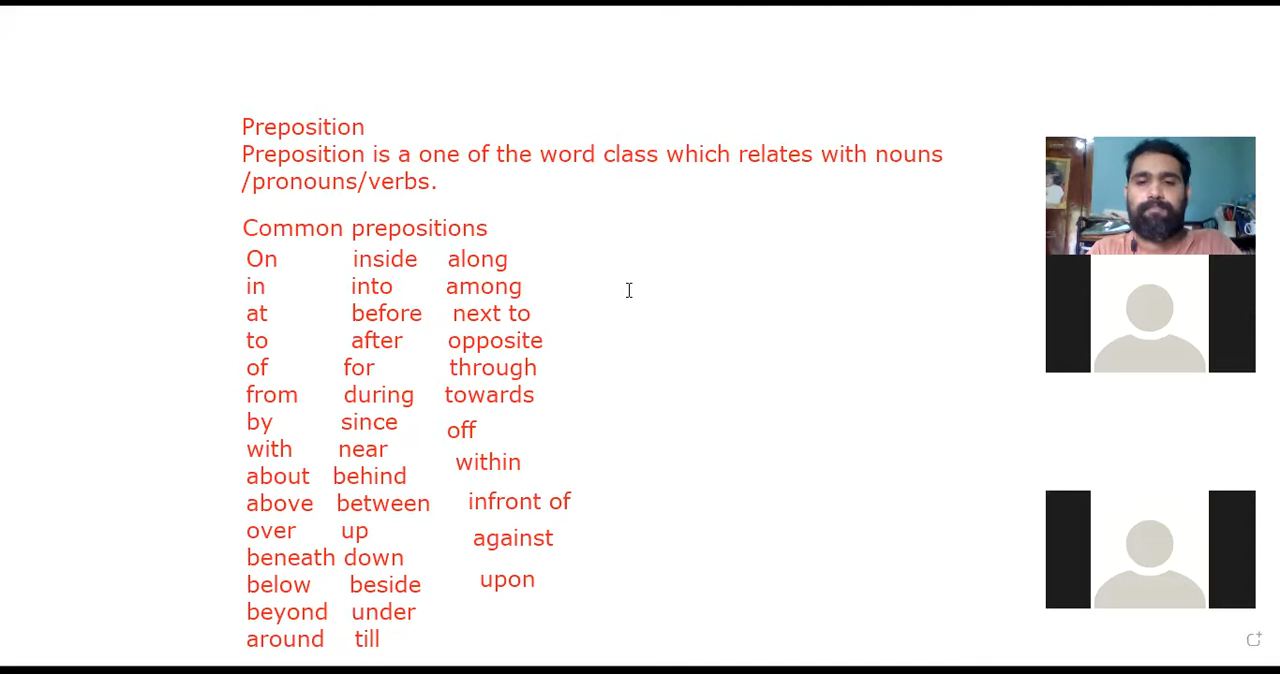 Preposition
Preposition is a one of the word class which relates with nouns
/pronouns/verbs.
Common prepositions
On inside along
in into among
at before next to
to after opposite
of for through
from during towards
by since off
with near within
about behind
above between infront of
over up against
beneath down
below beside upon
beyond under
around till